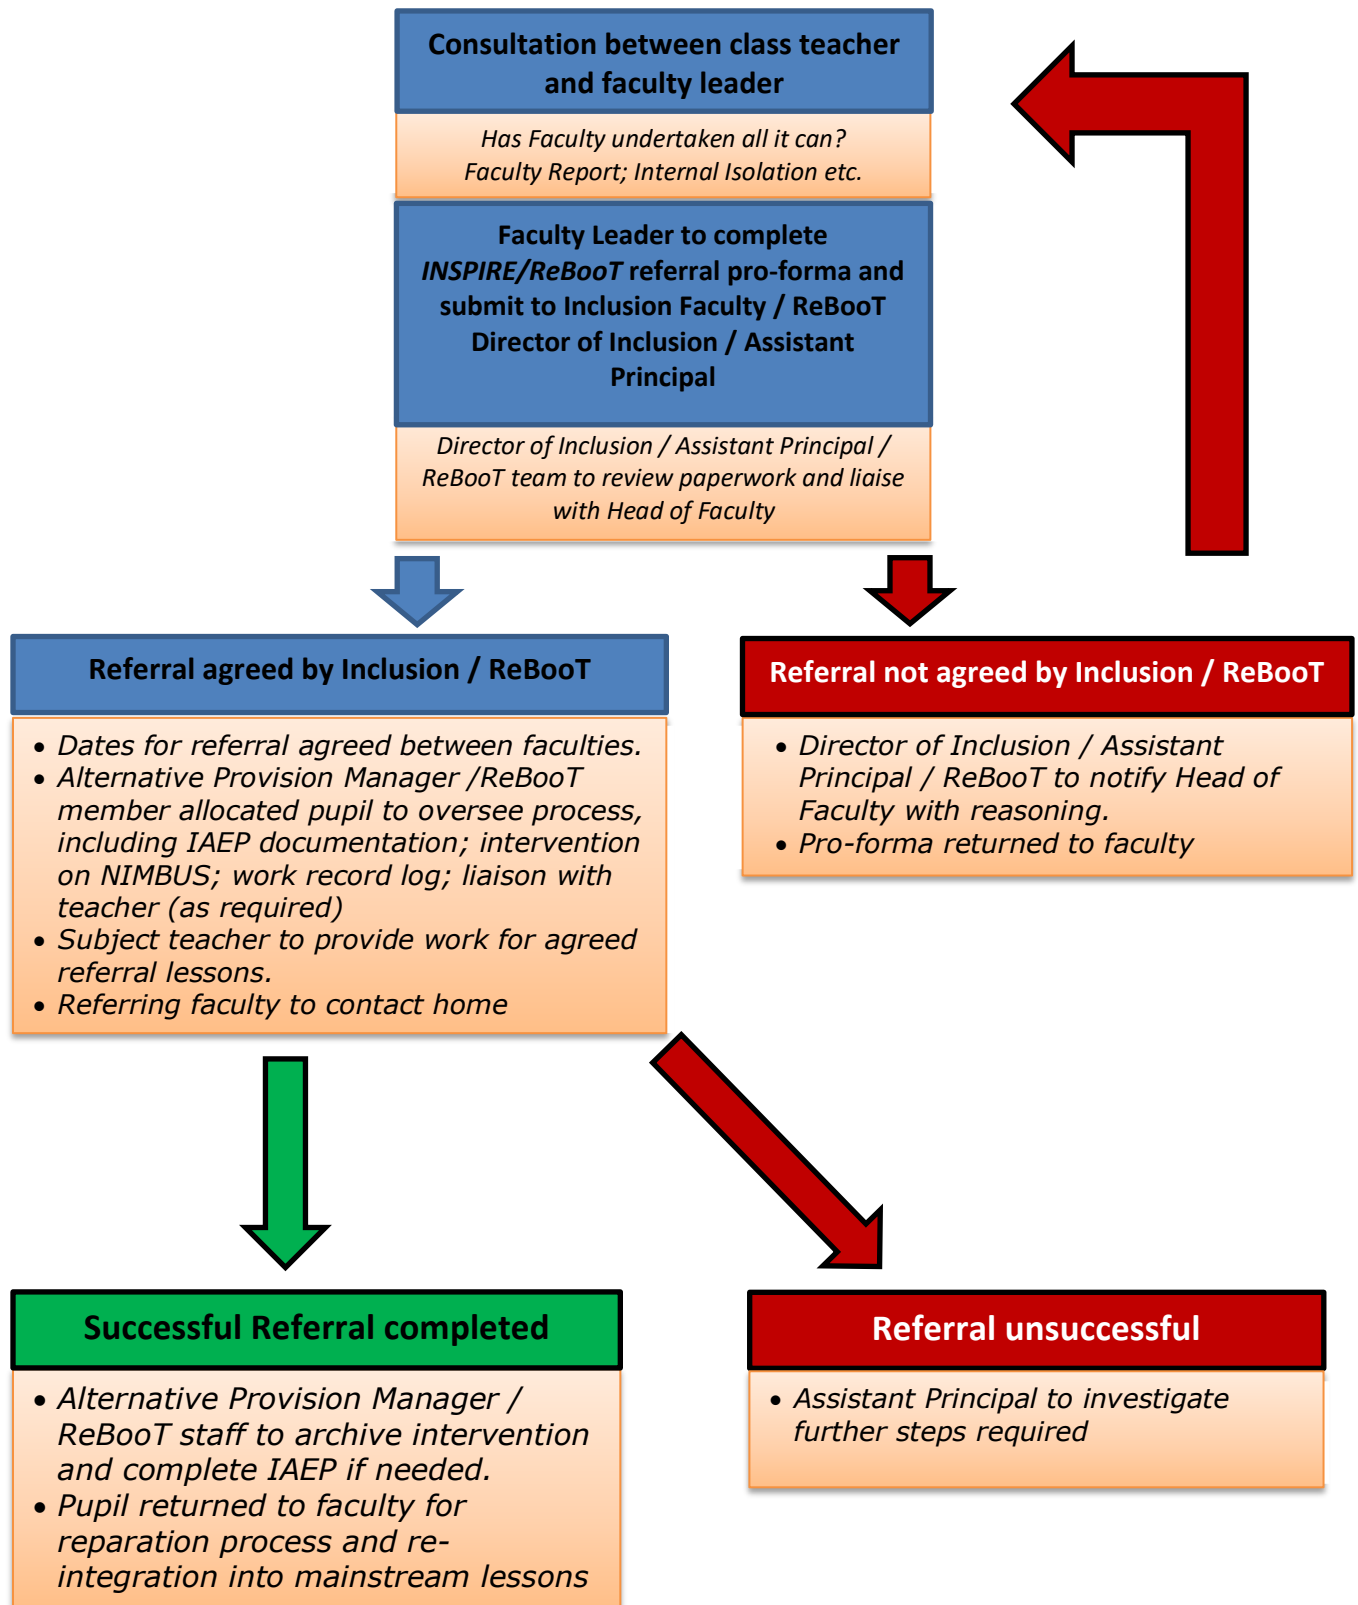 Consultation between class teacher
and faculty leader
Has Faculty undertaken all it can?
Faculty Report; Internal Isolation etc.
Faculty Leader to complete
INSPIRE/ReBooT referral pro-forma and
submit to Inclusion Faculty / ReBooT
Director of Inclusion / Assistant
Principal
Director of Inclusion / Assistant Principal /
ReBooT team to review paperwork and liaise
with Head of Faculty
Referral agreed by Inclusion / ReBooT
• Dates for referral agreed between faculties.
• Alternative Provision Manager /ReBooT
member allocated pupil to oversee process,
including IAEP documentation; intervention
on NIMBUS; work record log; liaison with
teacher (as required)
• Subject teacher to provide work for agreed
referral lessons.
• Referring faculty to contact home
Referral not agreed by Inclusion / ReBooT
• Director of Inclusion / Assistant
Principal / ReBooT to notify Head of
Faculty with reasoning.
• Pro-forma returned to faculty
Successful Referral completed
• Alternative Provision Manager /
ReBooT staff to archive intervention
and complete IAEP if needed.
• Pupil returned to faculty for
reparation process and re-
integration into mainstream lessons
Referral unsuccessful
• Assistant Principal to investigate
further steps required